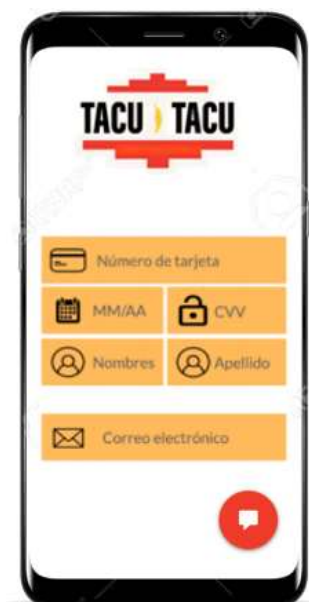 TACU TACU
Número de tarjeta
MM/AA CVV
Nombres Apellido
Correo electrónico